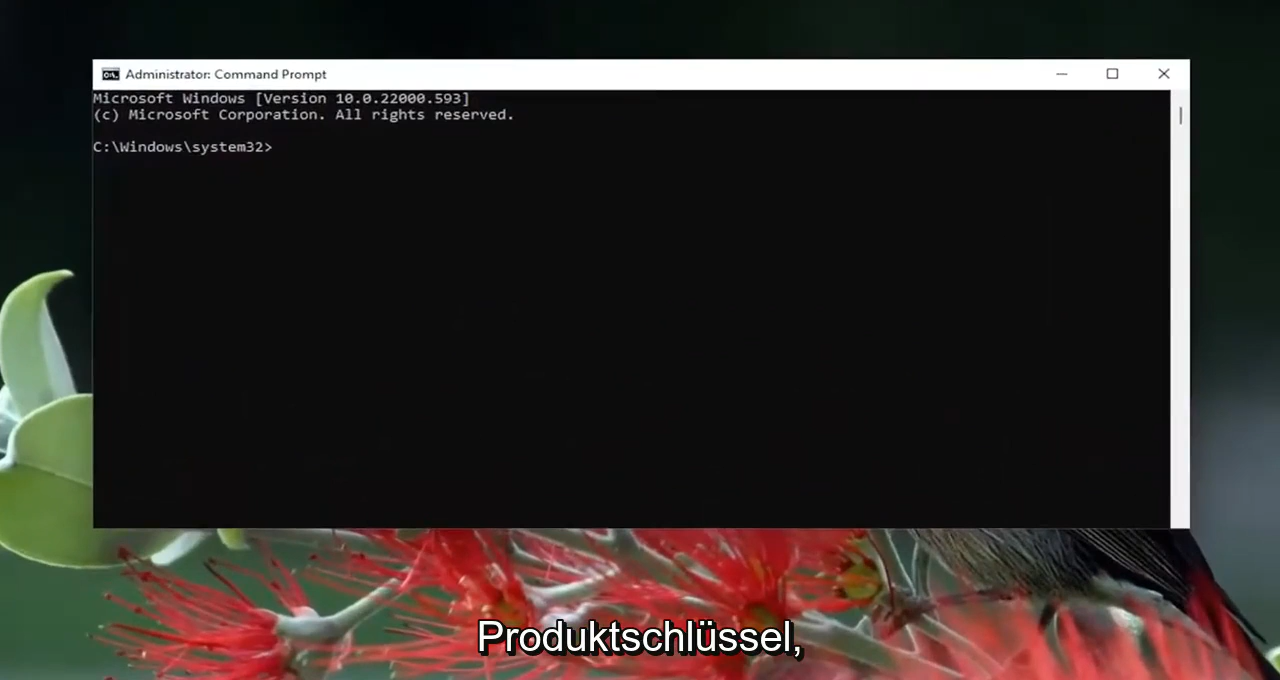 Administrator: Command Prompt
Microsoft Windows [Version 10.0.22000.593]
(c) Microsoft Corporation. All rights reserved.
C:\Windows\system32>
Produktschlüssel,